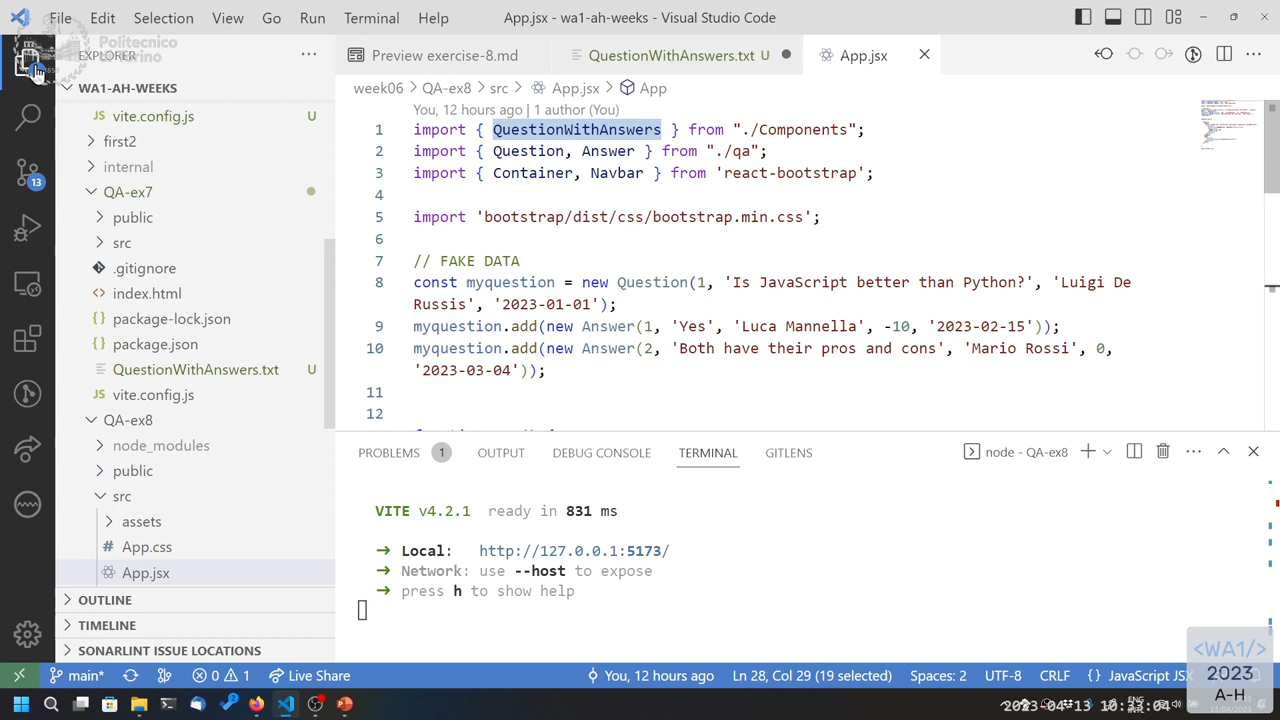 File Edit Selection View Go Run Terminal Help App.jsx - wa1-ah-weeks - Visual Studio Code
Politecnico
EXPLORER
Preview exercise-8.md
QuestionWithAnswers.txt U
App.jsx
WA1-AH-WEEKS
vite.config.js U
first2
internal
QA-ex7
public
src
.gitignore
index.html
package-lock.json
package.json
QuestionWithAnswers.txt U
vite.config.js
QA-ex8
node_modules
public
src
assets
App.css
App.jsx
OUTLINE
TIMELINE
SONARLINT ISSUE LOCATIONS
13
week06 QA-ex8 src App.jsx App
You, 12 hours ago | 1 author (You)
1 import { QuestionWithAnswers } from "./Components";
2 import { Question, Answer } from "./qa";
3 import { Container, Navbar } from 'react-bootstrap';
4
5 import 'bootstrap/dist/css/bootstrap.min.css';
6
7 // FAKE DATA
8 const myquestion = new Question(1, 'Is JavaScript better than Python?', 'Luigi De
Russis', '2023-01-01');
9 myquestion.add(new Answer(1, 'Yes', 'Luca Mannella', -10, '2023-02-15'));
10 myquestion.add(new Answer(2, 'Both have their pros and cons', 'Mario Rossi', 0,
'2023-03-04'));
11
12
PROBLEMS 1 OUTPUT DEBUG CONSOLE TERMINAL GITLENS
node - QA-ex8
VITE v4.2.1 ready in 831 ms
➜ Local: http://127.0.0.1:5173/
➜ Network: use --host to expose
➜ press h to show help
<WA1/>
2023
A-H
main* 0 1 Live Share You, 12 hours ago Ln 28, Col 29 (19 selected) Spaces: 2 UTF-8 CRLF { } JavaScript JSX
ENG
2023-04-13 10:53:01